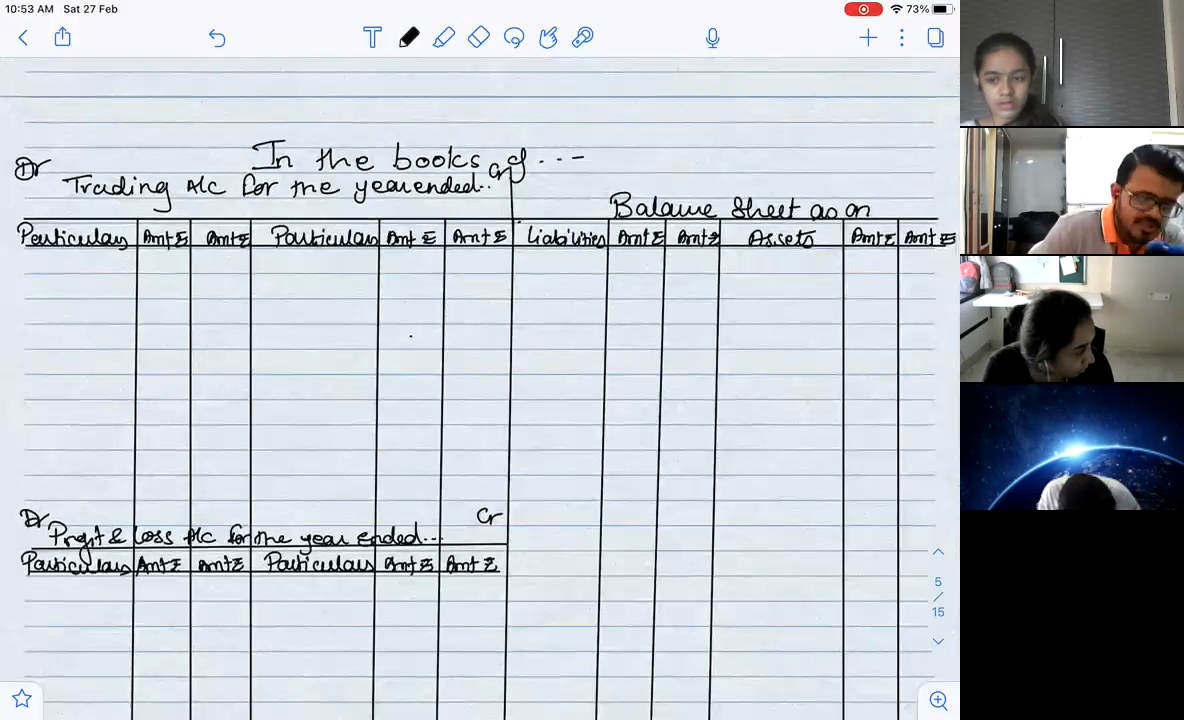 10:53 AM Sat 27 Feb
73%
In the books of ---
Dr Cr
Trading A/c for the year ended..
Balance Sheet as on
Particulars Amt ₹ Amt ₹ Particulars Amt ₹ Amt ₹ Liabilities Amt ₹ Amt ₹ Assets Amt ₹ Amt ₹
Dr Cr
Profit & Loss A/c for the year ended...
Particulars Amt ₹ Amt ₹ Particulars Amt ₹ Amt ₹
5
/
15